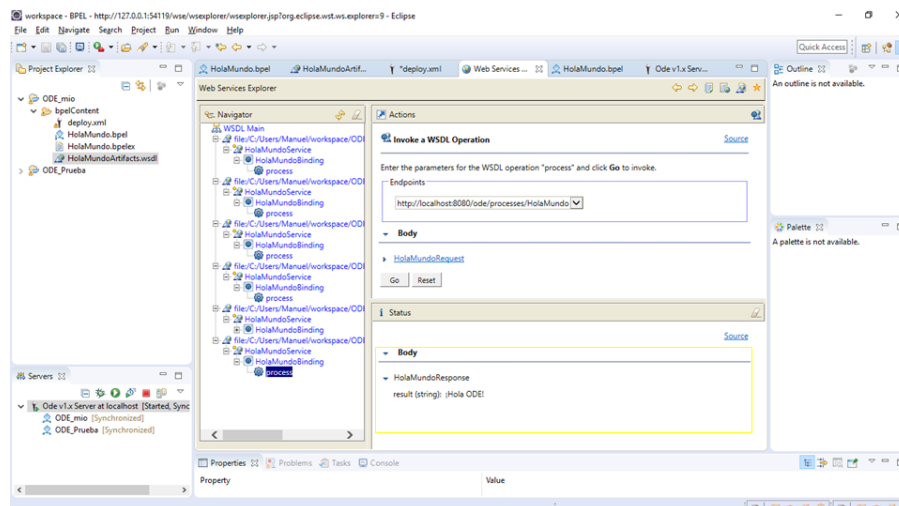 workspace - BPEL - http://127.0.0.1:54119/wse/wsexplorer/wsexplorer.jsp?org.eclipse.wst.ws.explorer=9 - Eclipse
File Edit Navigate Search Project Run Window Help
Quick Access
Project Explorer
ODE_mio
bpelContent
deploy.xml
HolaMundo.bpel
HolaMundo.bpelex
HolaMundoArtifacts.wsdl
ODE_Prueba
Servers
Ode v1.x Server at localhost [Started, Sync
ODE_mio [Synchronized]
ODE_Prueba [Synchronized]
HolaMundo.bpel HolaMundoArtif... *deploy.xml Web Services ... HolaMundo.bpel Ode v1.x Serv...
Web Services Explorer
Navigator
WSDL Main
file:/C:/Users/Manuel/workspace/ODE
HolaMundoService
HolaMundoBinding
process
file:/C:/Users/Manuel/workspace/ODE
HolaMundoService
HolaMundoBinding
process
file:/C:/Users/Manuel/workspace/ODE
HolaMundoService
HolaMundoBinding
process
file:/C:/Users/Manuel/workspace/ODE
HolaMundoService
HolaMundoBinding
process
file:/C:/Users/Manuel/workspace/ODE
HolaMundoService
HolaMundoBinding
file:/C:/Users/Manuel/workspace/ODE
HolaMundoService
HolaMundoBinding
process
Actions
Invoke a WSDL Operation
Source
Enter the parameters for the WSDL operation "process" and click Go to invoke.
Endpoints
http://localhost:8080/ode/processes/HolaMundo
Body
HolaMundoRequest
Go Reset
Status
Source
Body
HolaMundoResponse
result (string): ¡Hola ODE!
Outline
An outline is not available.
Palette
A palette is not available.
Properties Problems Tasks Console
Property Value